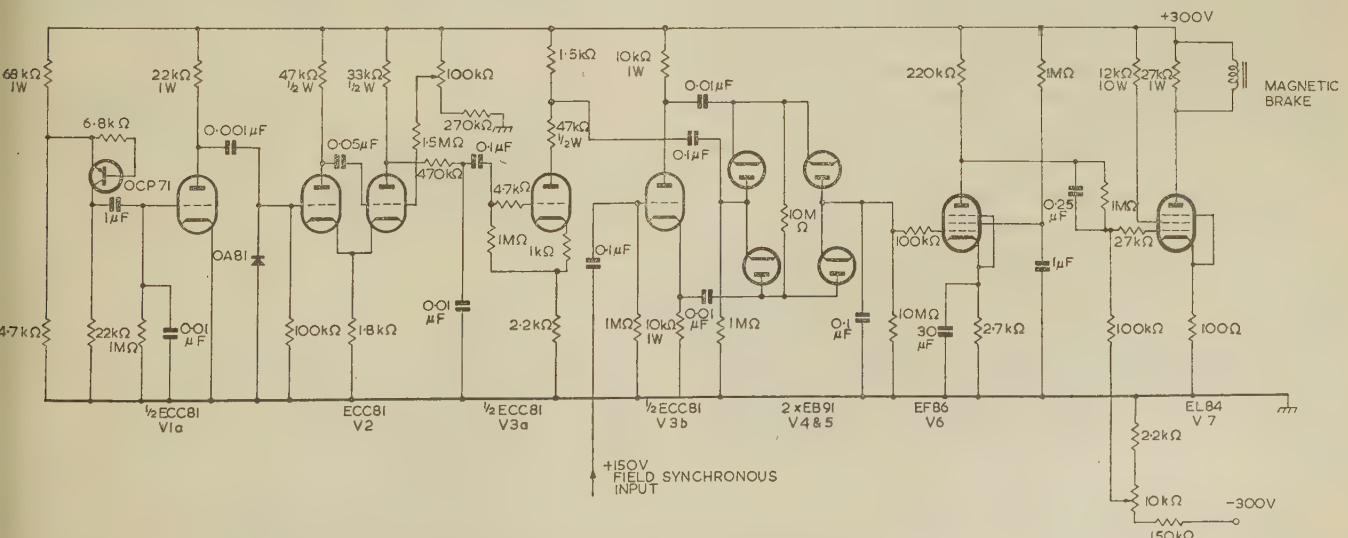 +300V
68kΩ
1W
22kΩ
1W
47kΩ
½W
33kΩ
½W
100kΩ
1·5kΩ
10kΩ
1W
220kΩ
1MΩ
12kΩ
10W
27kΩ
1W
MAGNETIC
BRAKE
6.8kΩ
0·001µF
0·05µF
1·5MΩ
270kΩ
0·1µF
470kΩ
47kΩ
½W
0·01µF
0·1µF
OCP71
1µF
4·7kΩ
1MΩ
1kΩ
0·1µF
10M
Ω
100kΩ
0·25
µF
1MΩ
27kΩ
OA81
1µF
4·7kΩ
22kΩ
1MΩ
0·01
µF
100kΩ
1·8kΩ
0·01
µF
2·2kΩ
1MΩ
10kΩ
1W
0·01
µF
1MΩ
0·1
µF
10MΩ
30
µF
2·7kΩ
100kΩ
100Ω
½ECC81
V1a
ECC81
V2
½ECC81
V3a
½ECC81
V3b
2 x EB91
V4 & 5
EF86
V6
EL84
V7
+150V
FIELD SYNCHRONOUS
INPUT
2·2kΩ
10kΩ
-300V
150kΩ